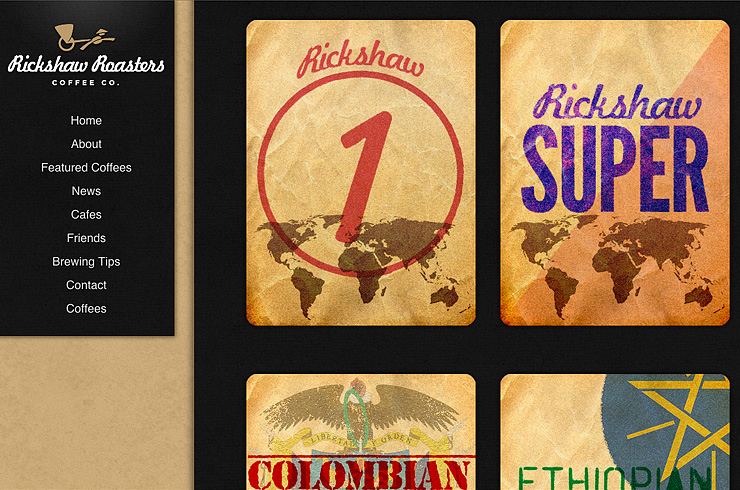 Rickshaw Roasters
COFFEE CO.
Home
About
Featured Coffees
News
Cafes
Friends
Brewing Tips
Contact
Coffees
Rickshaw
1
Rickshaw
SUPER
LIBERTAD Y ORDEN
COLOMBIAN
ETHIOPIAN